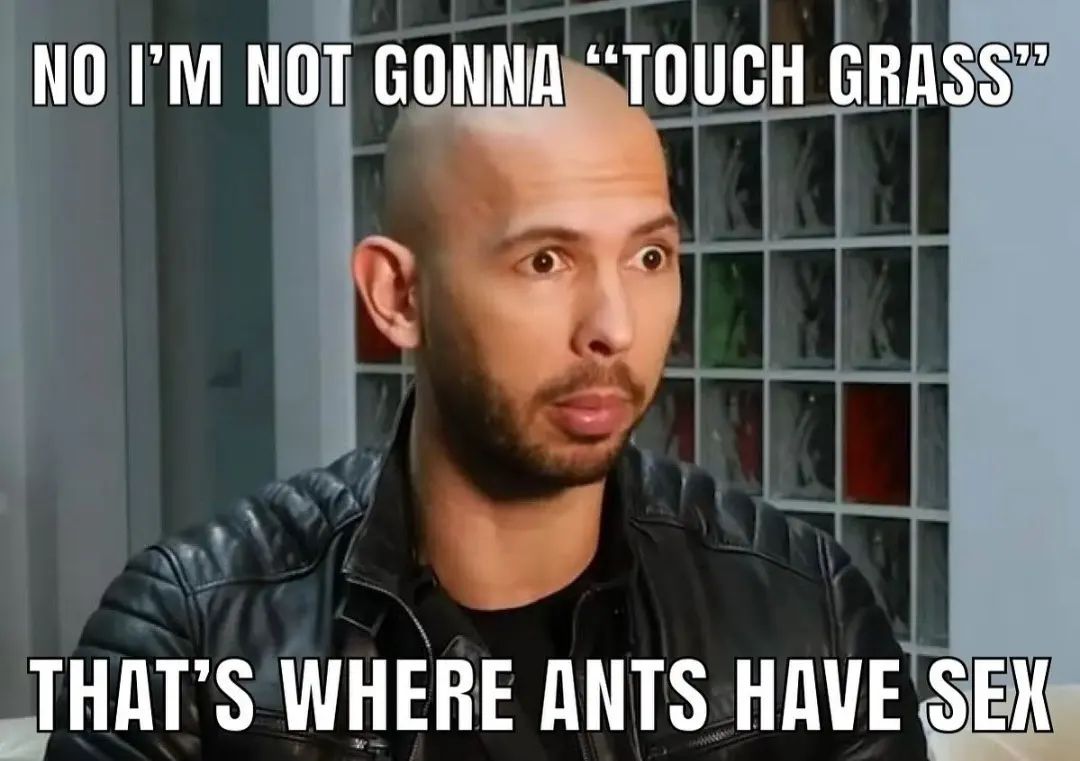 NO I’M NOT GONNA “TOUCH GRASS”
THAT’S WHERE ANTS HAVE SEX